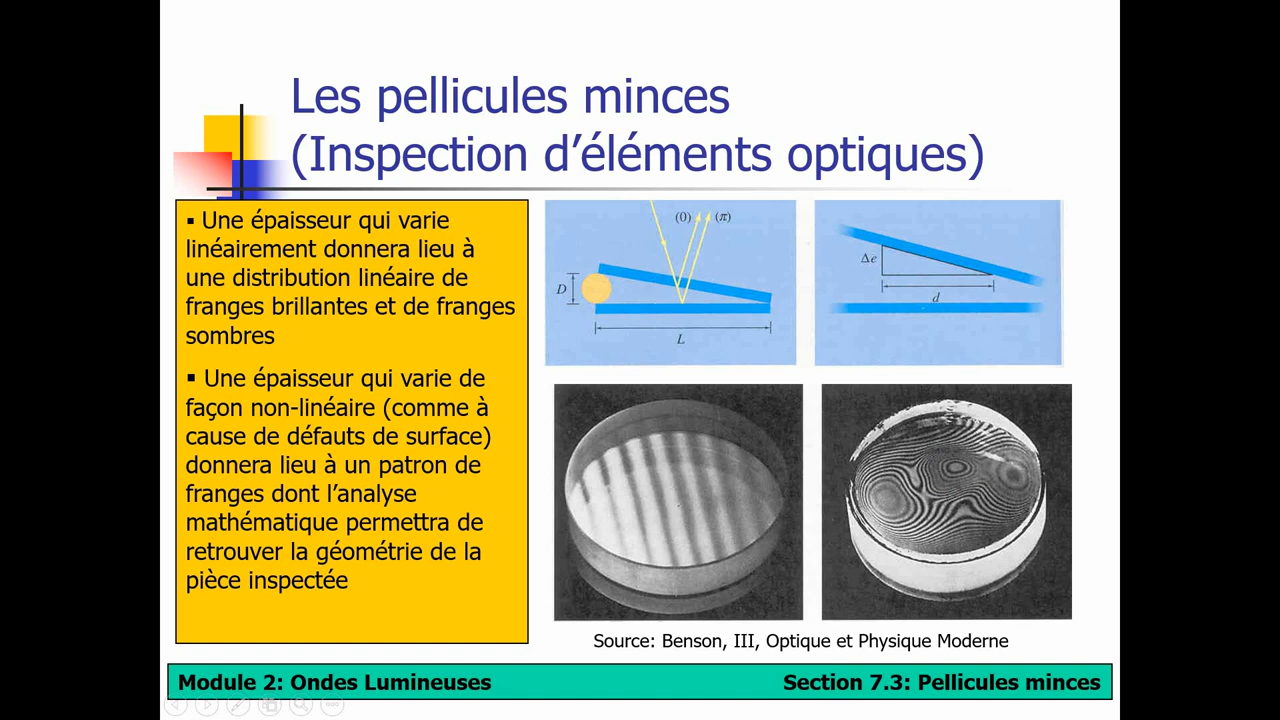 Les pellicules minces
(Inspection d’éléments optiques)
▪ Une épaisseur qui varie
linéairement donnera lieu à
une distribution linéaire de
franges brillantes et de franges
sombres
▪ Une épaisseur qui varie de
façon non-linéaire (comme à
cause de défauts de surface)
donnera lieu à un patron de
franges dont l’analyse
mathématique permettra de
retrouver la géométrie de la
pièce inspectée
(0) (π)
D
L
Δe
d
Source: Benson, III, Optique et Physique Moderne
Module 2: Ondes Lumineuses
Section 7.3: Pellicules minces